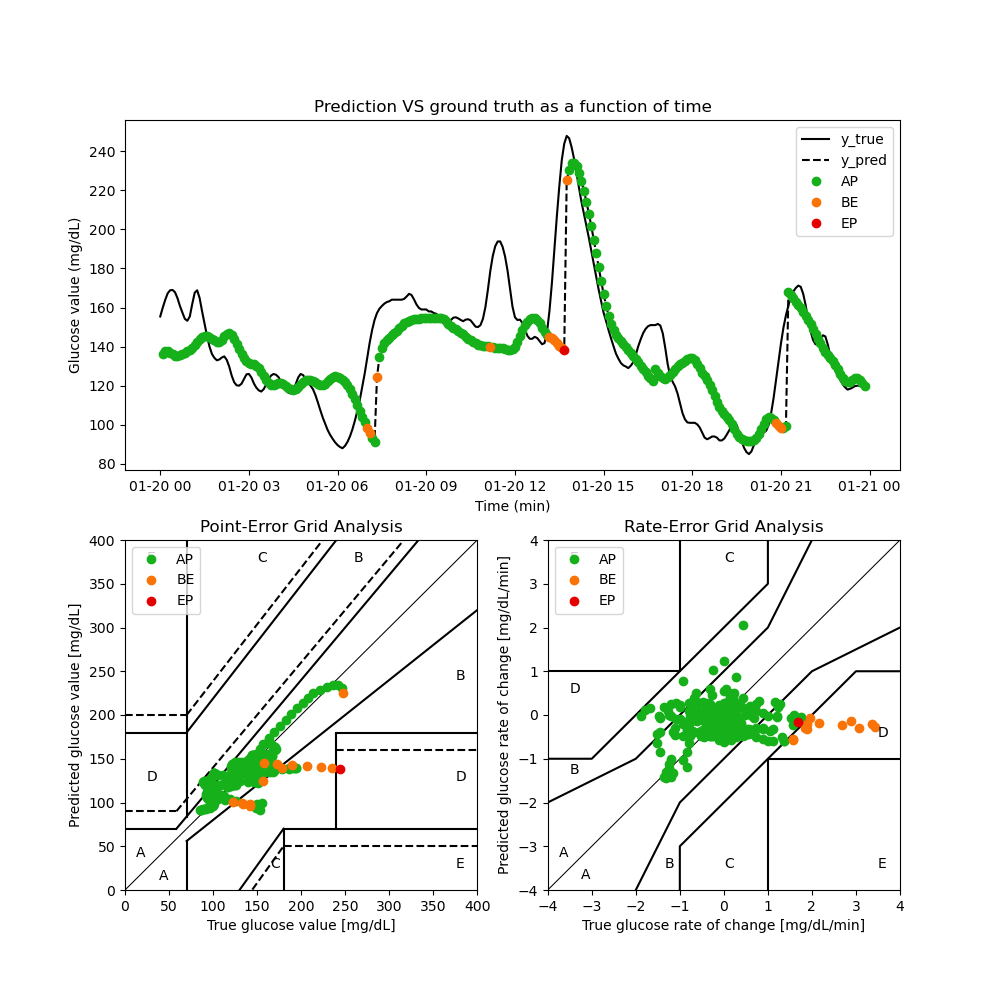 Prediction VS ground truth as a function of time
Glucose value (mg/dL)
240
220
200
180
160
140
120
100
80
y_true
y_pred
AP
BE
EP
01-20 00 01-20 03 01-20 06 01-20 09 01-20 12 01-20 15 01-20 18 01-20 21 01-21 00
Time (min)
Point-Error Grid Analysis
Predicted glucose value [mg/dL]
400
350
300
250
200
150
100
50
0
AP
BE
EP
C
B
B
D
D
A
A
C
E
0 50 100 150 200 250 300 350 400
True glucose value [mg/dL]
Rate-Error Grid Analysis
Predicted glucose rate of change [mg/dL/min]
4
3
2
1
0
−1
−2
−3
−4
AP
BE
EP
C
D
D
B
A
A
B
C
E
−4 −3 −2 −1 0 1 2 3 4
True glucose rate of change [mg/dL/min]